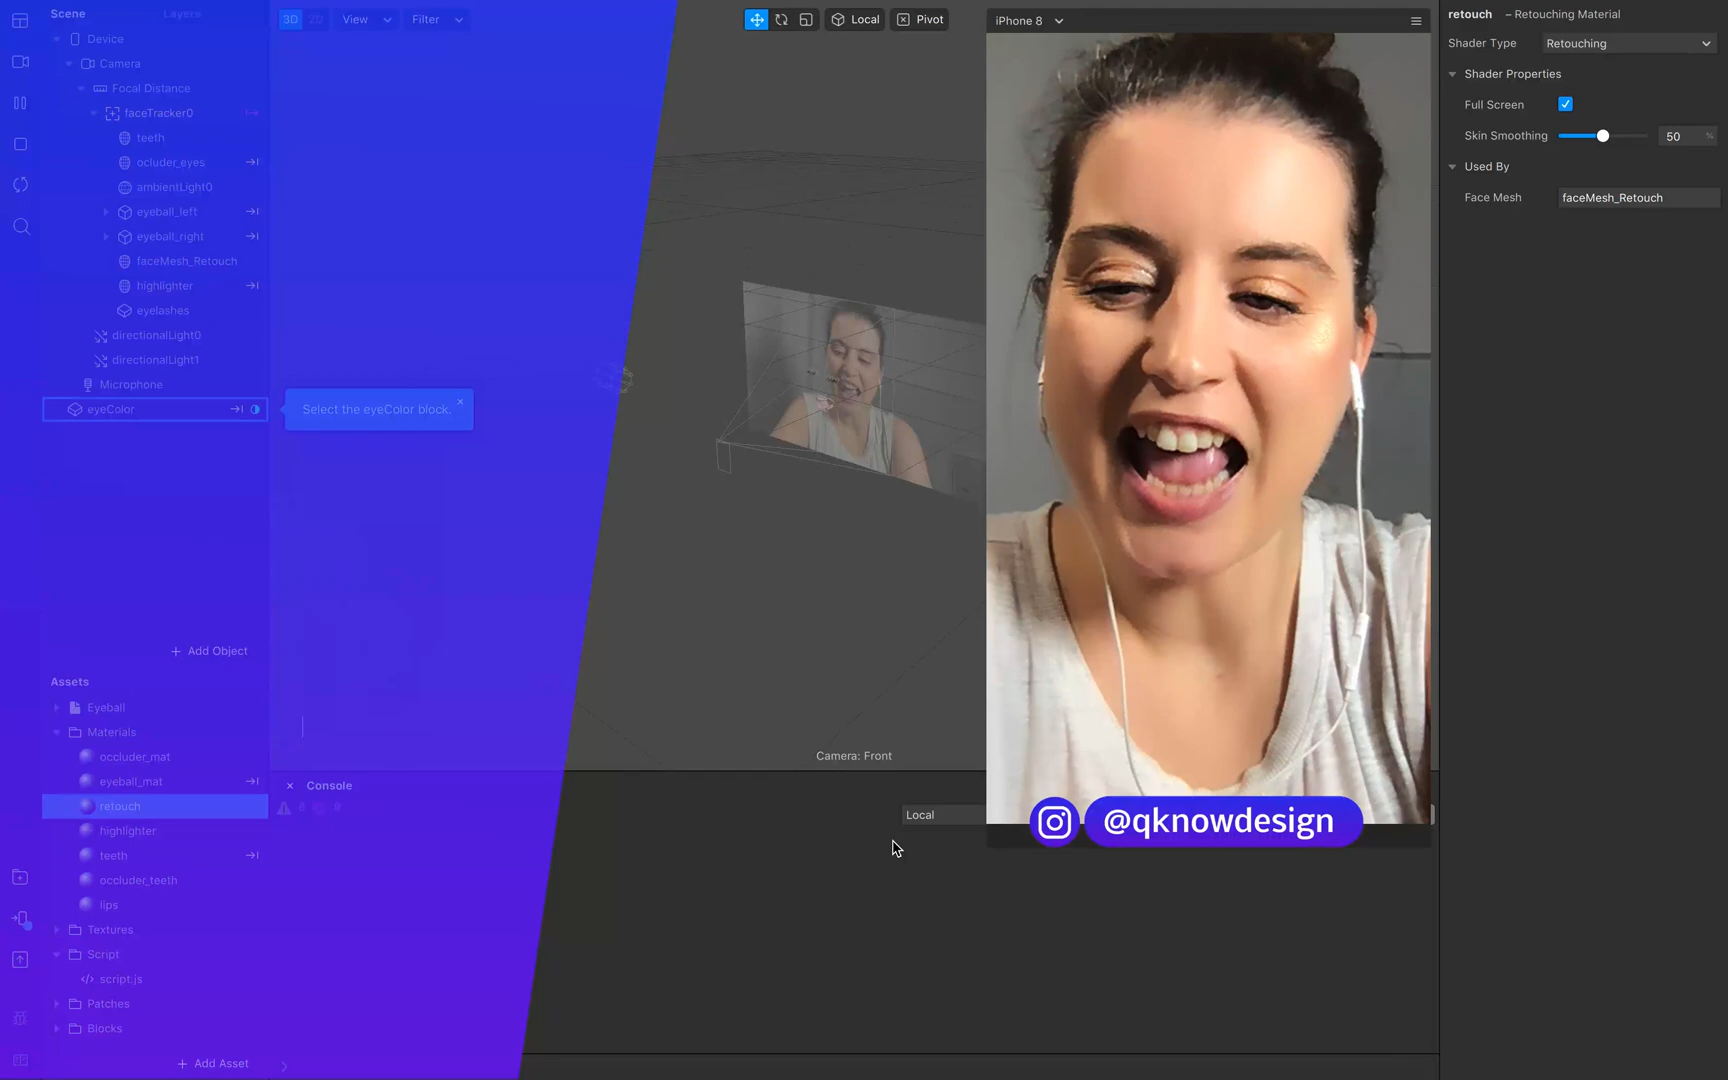 Scene
Layers
Device
Camera
Focal Distance
faceTracker0
teeth
ocluder_eyes
ambientLight0
eyeball_left
eyeball_right
faceMesh_Retouch
highlighter
eyelashes
directionalLight0
directionalLight1
Microphone
eyeColor
+ Add Object
Assets
Eyeball
Materials
occluder_mat
eyeball_mat
retouch
highlighter
teeth
occluder_teeth
lips
Textures
Script
script.js
Patches
Blocks
+ Add Asset
3D 2D View Filter
Select the eyeColor block. ×
Local Pivot
Camera: Front
× Console
Local
iPhone 8
@qknowdesign
retouch – Retouching Material
Shader Type Retouching
Shader Properties
Full Screen
Skin Smoothing 50 %
Used By
Face Mesh faceMesh_Retouch